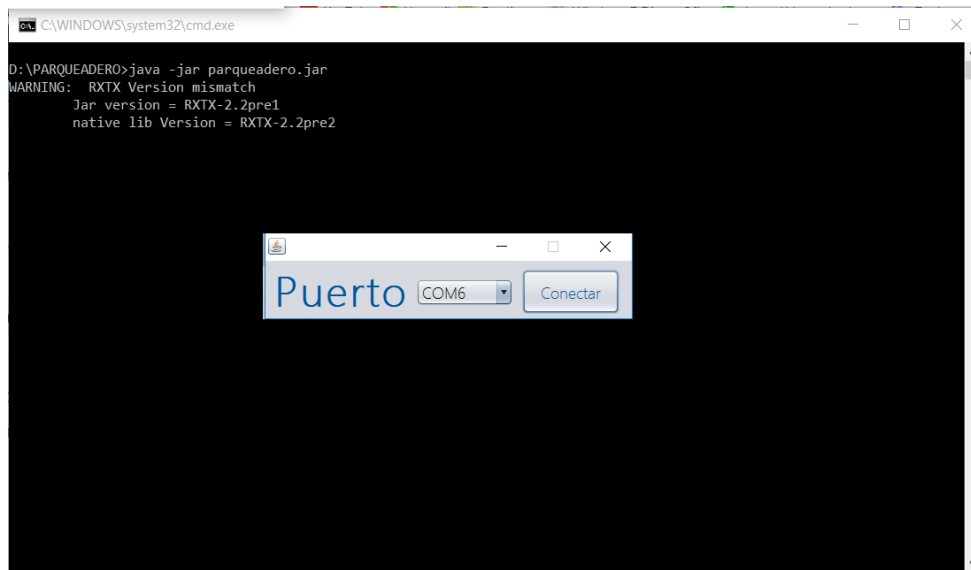 C:\WINDOWS\system32\cmd.exe
D:\PARQUEADERO>java -jar parqueadero.jar
WARNING:  RXTX Version mismatch
        Jar version = RXTX-2.2pre1
        native lib Version = RXTX-2.2pre2
Puerto COM6 Conectar